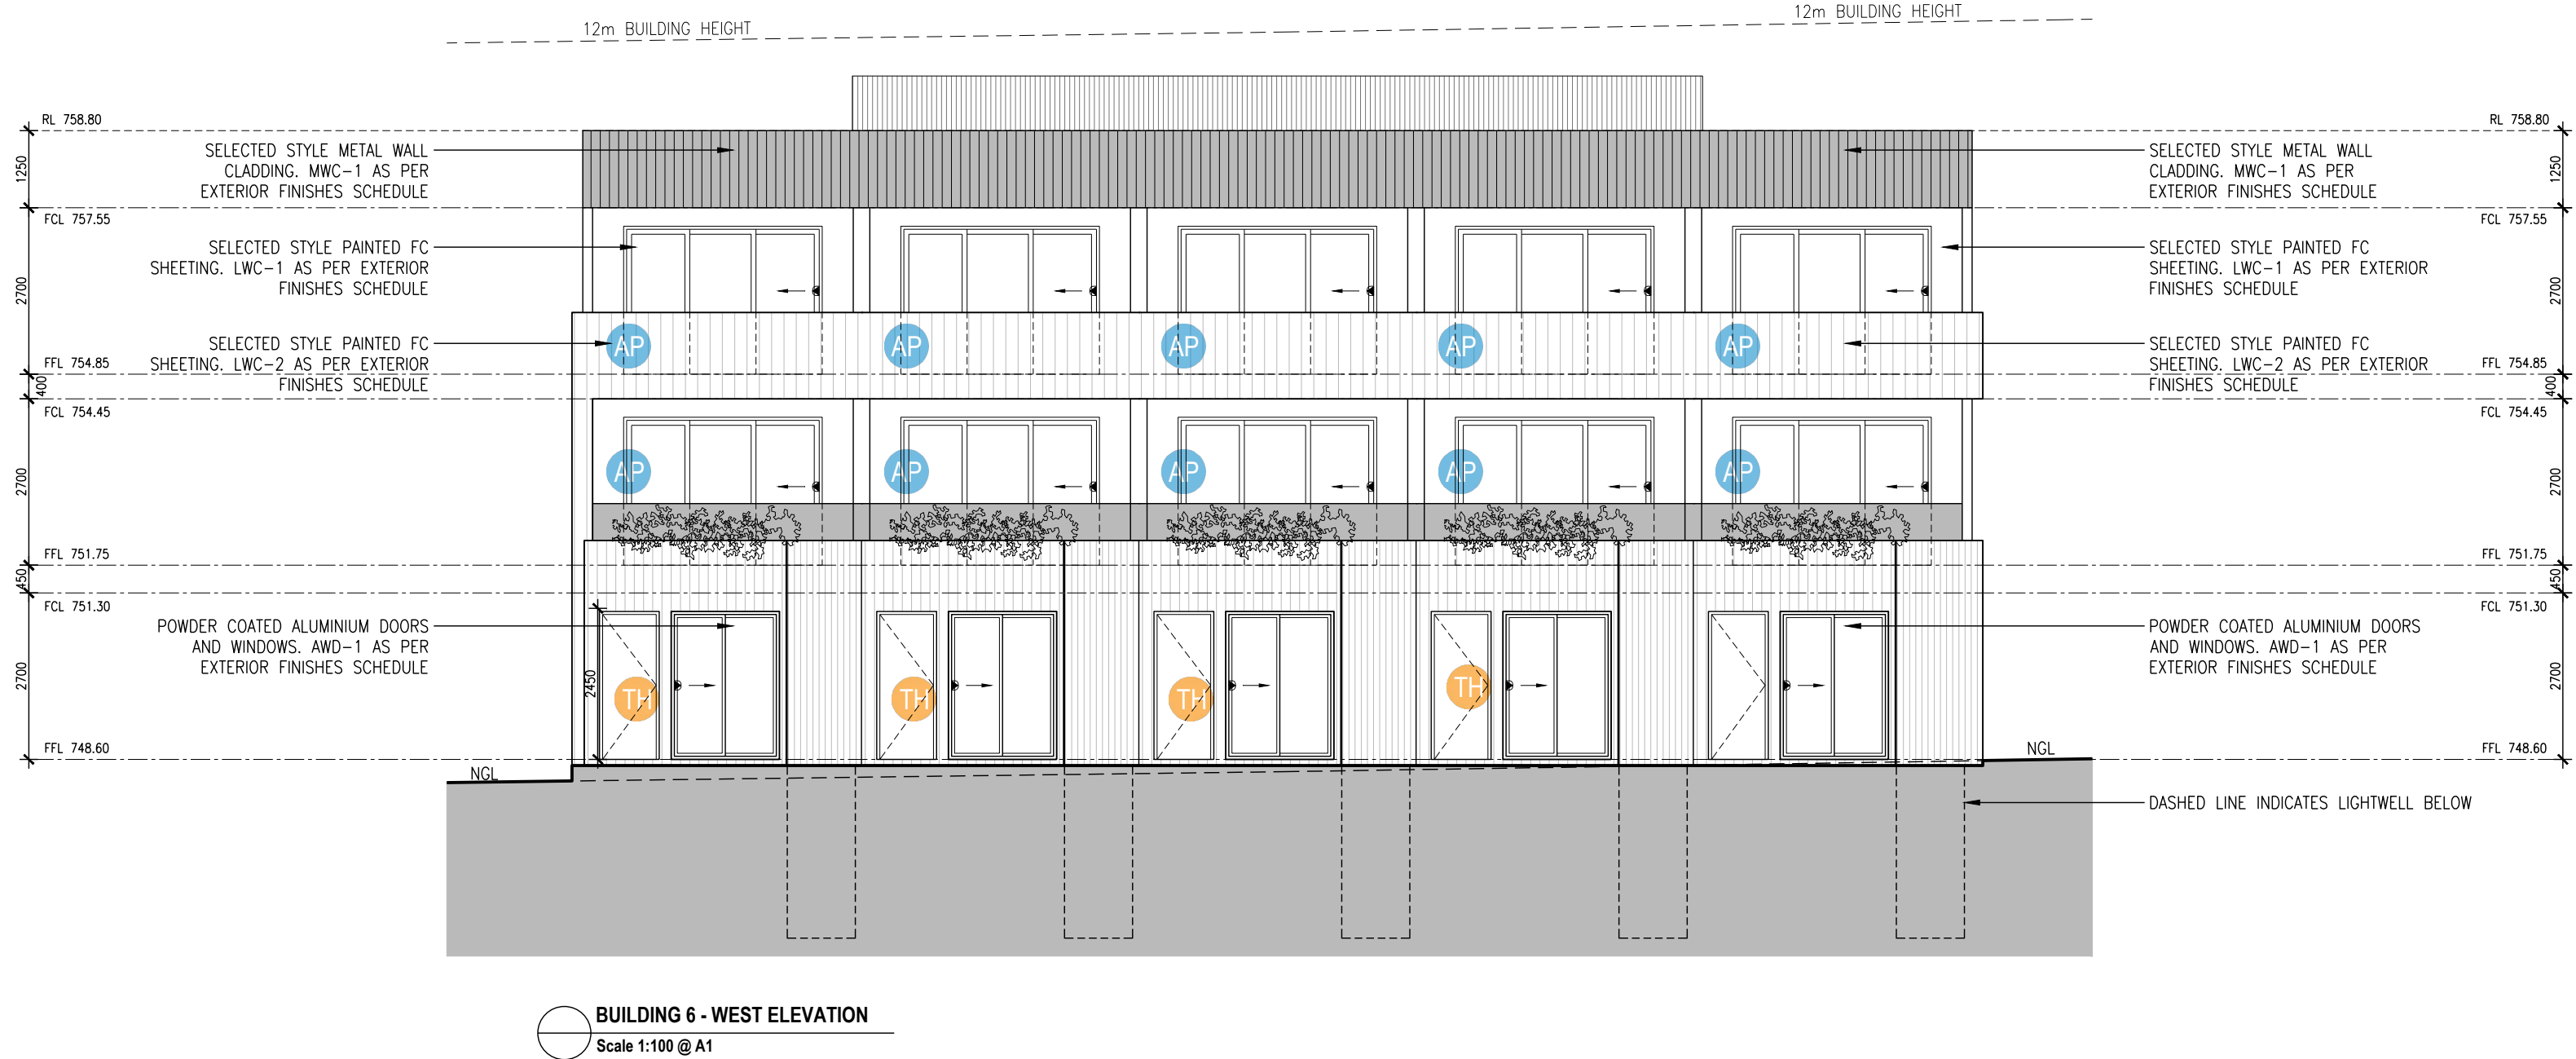 12m BUILDING HEIGHT
12m BUILDING HEIGHT
RL 758.80
RL 758.80
SELECTED STYLE METAL WALL
CLADDING. MWC-1 AS PER
EXTERIOR FINISHES SCHEDULE
SELECTED STYLE METAL WALL
CLADDING. MWC-1 AS PER
EXTERIOR FINISHES SCHEDULE
1250
1250
FCL 757.55
FCL 757.55
SELECTED STYLE PAINTED FC
SHEETING. LWC-1 AS PER EXTERIOR
FINISHES SCHEDULE
SELECTED STYLE PAINTED FC
SHEETING. LWC-1 AS PER EXTERIOR
FINISHES SCHEDULE
2700
2700
SELECTED STYLE PAINTED FC
SHEETING. LWC-2 AS PER EXTERIOR
FINISHES SCHEDULE
AP
AP
AP
AP
AP
SELECTED STYLE PAINTED FC
SHEETING. LWC-2 AS PER EXTERIOR
FINISHES SCHEDULE
FFL 754.85
FFL 754.85
400
400
FCL 754.45
FCL 754.45
2700
AP
AP
AP
AP
AP
2700
FFL 751.75
FFL 751.75
450
450
FCL 751.30
FCL 751.30
POWDER COATED ALUMINIUM DOORS
AND WINDOWS. AWD-1 AS PER
EXTERIOR FINISHES SCHEDULE
POWDER COATED ALUMINIUM DOORS
AND WINDOWS. AWD-1 AS PER
EXTERIOR FINISHES SCHEDULE
2700
2450
TH
TH
TH
TH
2700
FFL 748.60
FFL 748.60
NGL
NGL
DASHED LINE INDICATES LIGHTWELL BELOW
BUILDING 6 - WEST ELEVATION
Scale 1:100 @ A1